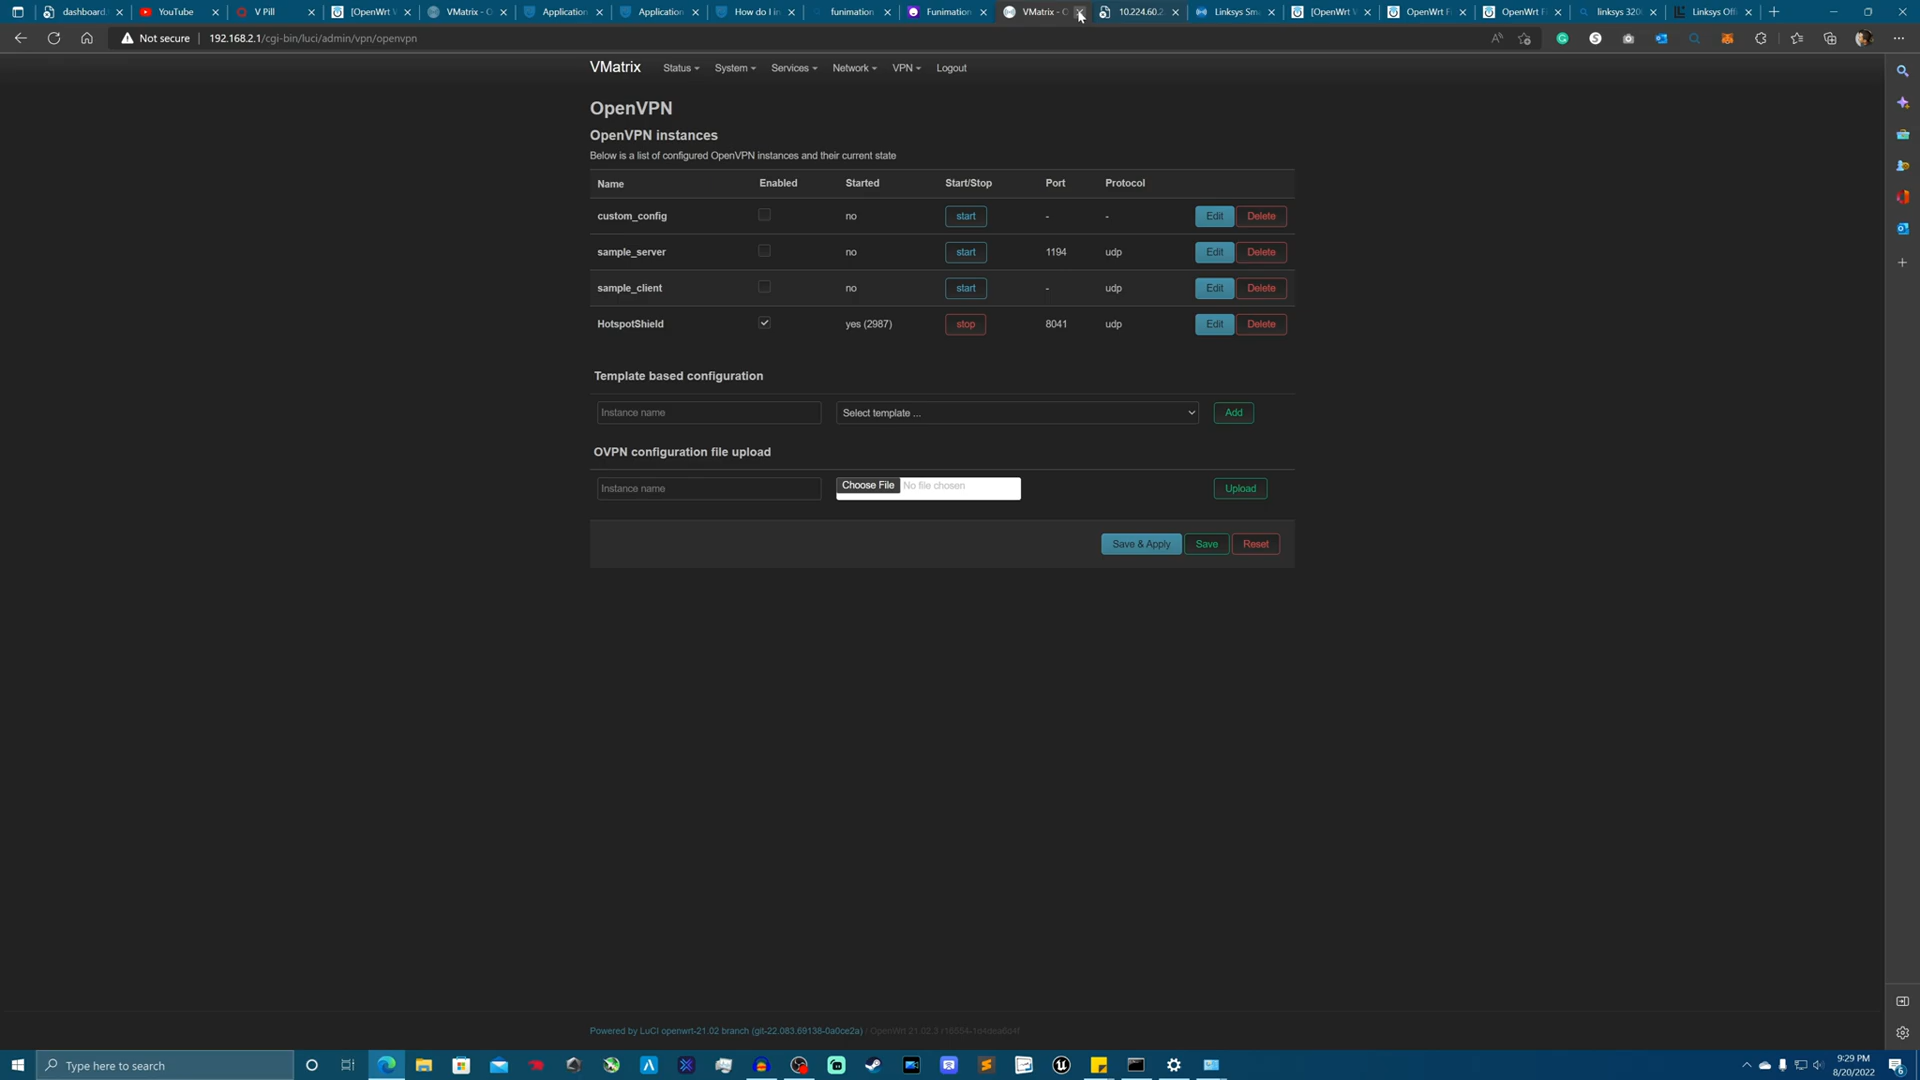 dashboard
YouTube
V Pill
[OpenWrt W
VMatrix - O
Application
Application
How do I in
funimation
Funimation
VMatrix - O
10.224.60.2
Linksys Sma
[OpenWrt W
OpenWrt F
OpenWrt F
linksys 320
Linksys Offi
Not secure
192.168.2.1/cgi-bin/luci/admin/vpn/openvpn
VMatrix Status System Services Network VPN Logout
OpenVPN
OpenVPN instances
Below is a list of configured OpenVPN instances and their current state
Name Enabled Started Start/Stop Port Protocol
custom_config no start - - Edit Delete
sample_server no start 1194 udp Edit Delete
sample_client no start - udp Edit Delete
HotspotShield yes (2987) stop 8041 udp Edit Delete
Template based configuration
Instance name Select template ... Add
OVPN configuration file upload
Instance name Choose File No file chosen Upload
Save & Apply Save Reset
Powered by LuCI openwrt-21.02 branch (git-22.083.69138-0a0ce2a) / OpenWrt 21.02.3
Type here to search
9:29 PM
8/20/2022